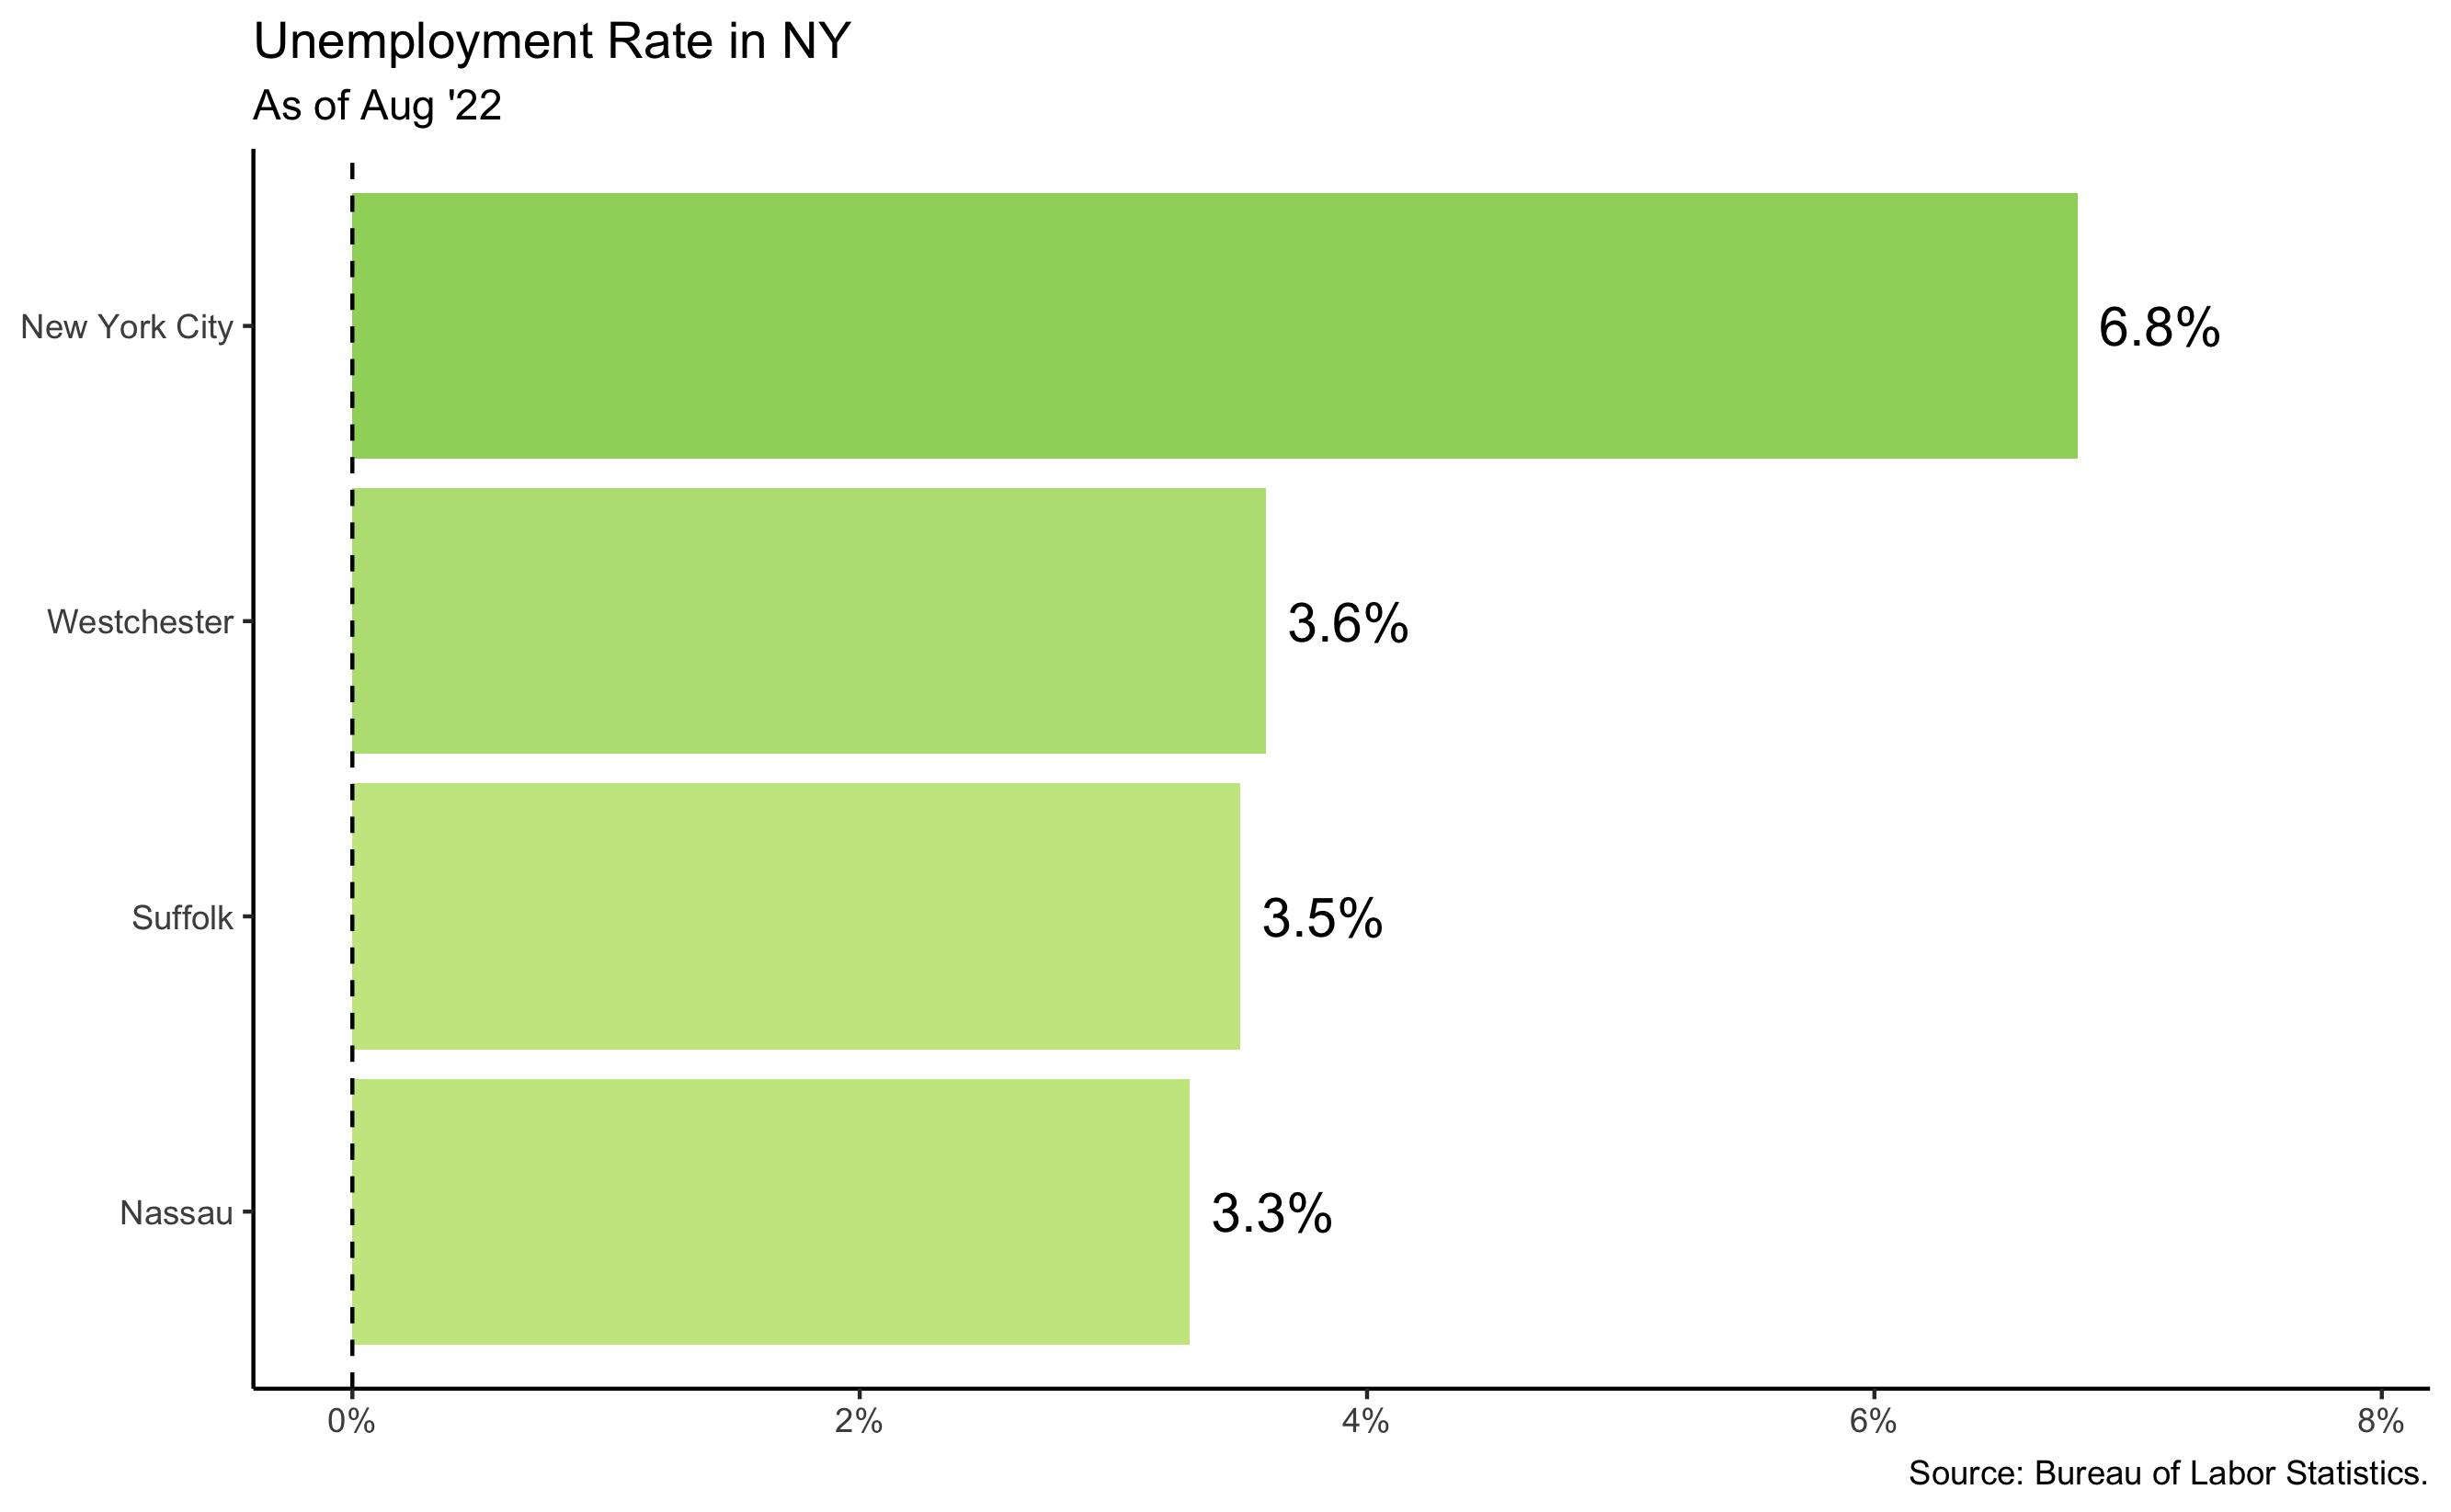 Unemployment Rate in NY
As of Aug '22
New York City
6.8%
Westchester
3.6%
Suffolk
3.5%
Nassau
3.3%
0% 2% 4% 6% 8%
Source: Bureau of Labor Statistics.